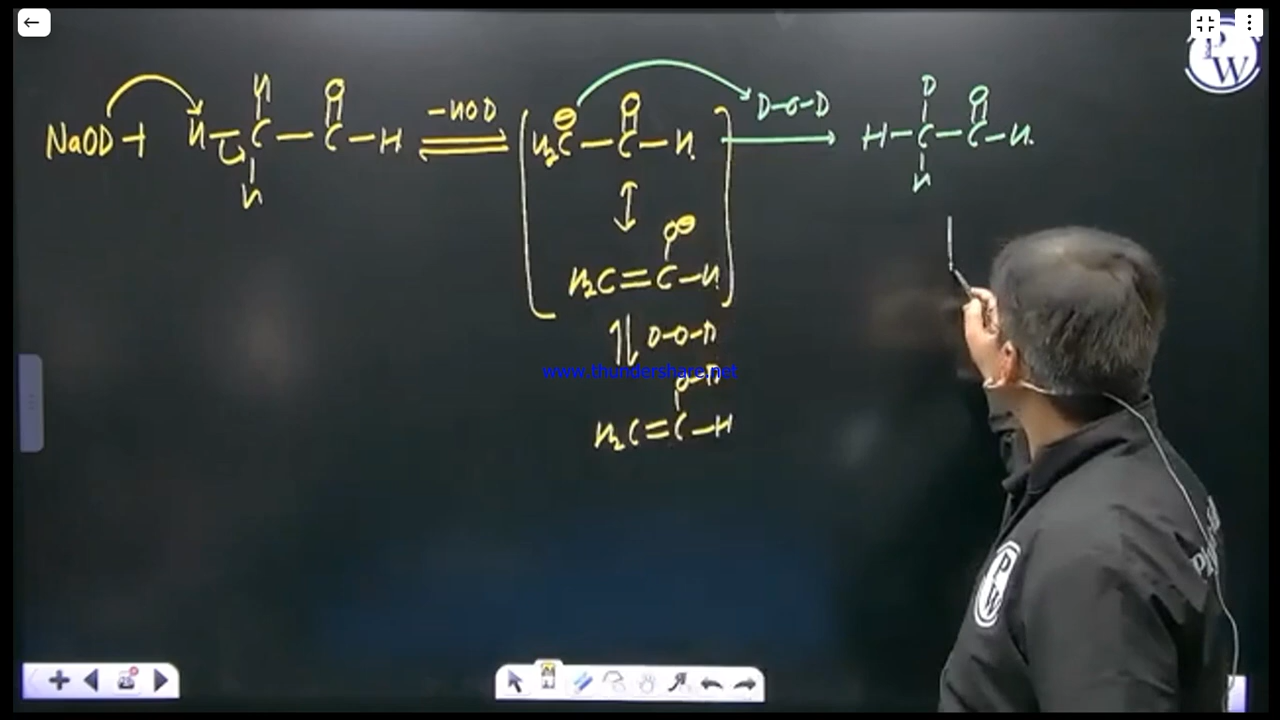 H O D O D
NaOD + H – C – C – H –HOD H₂C⊖ – C – H D-O-D H – C – C – H
H H
O⊖
H₂C = C – H
D-O-D
www.thundershare.net
O-D
H₂C = C – H
PW